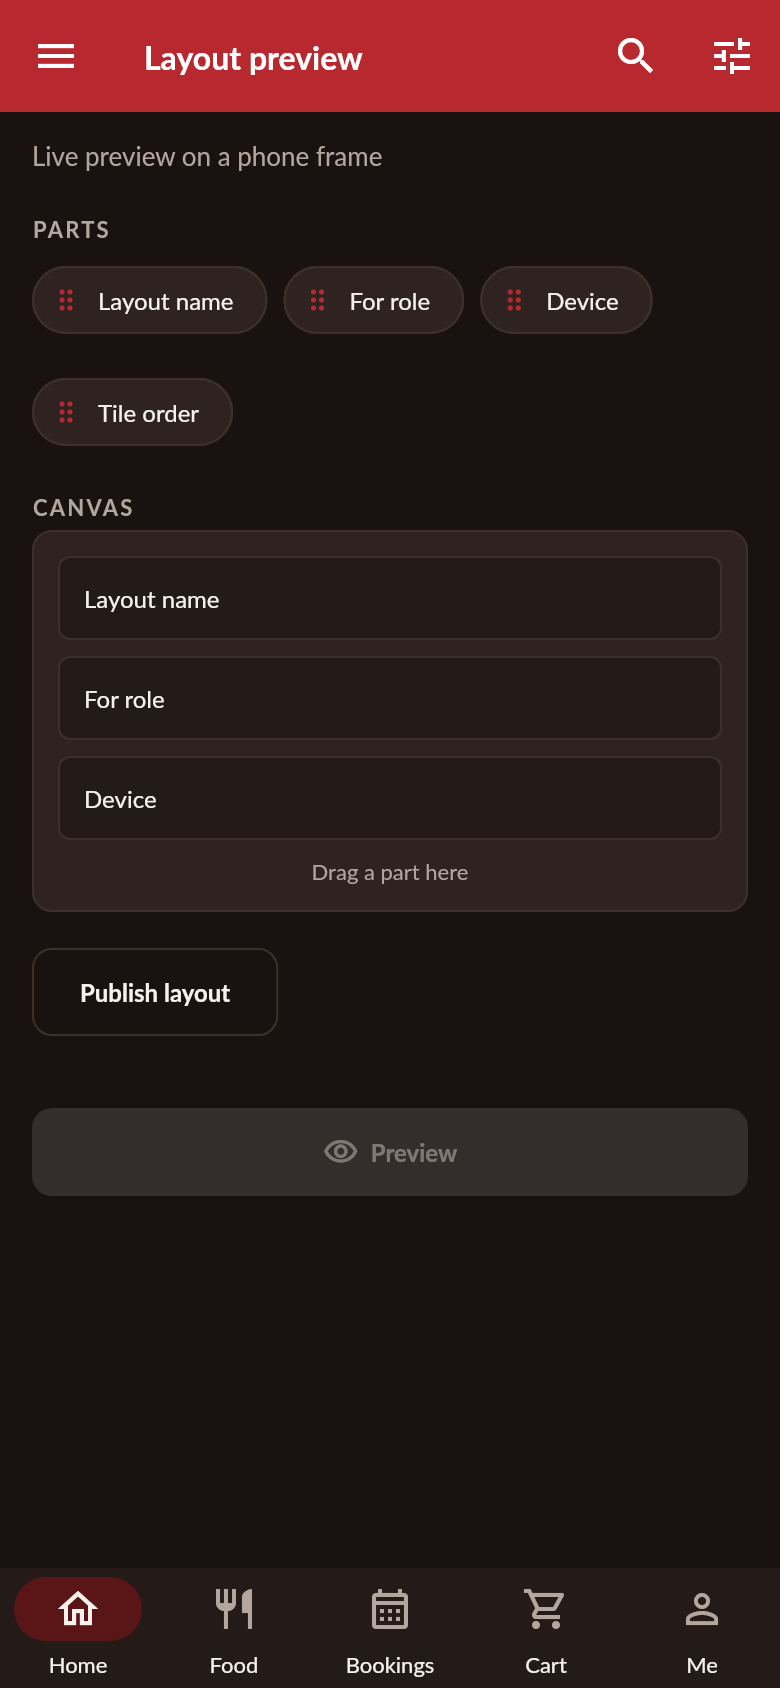 Layout preview
Live preview on a phone frame
PARTS
Layout name
For role
Device
Tile order
CANVAS
Layout name
For role
Device
Drag a part here
Publish layout
Preview
Home
Food
Bookings
Cart
Me